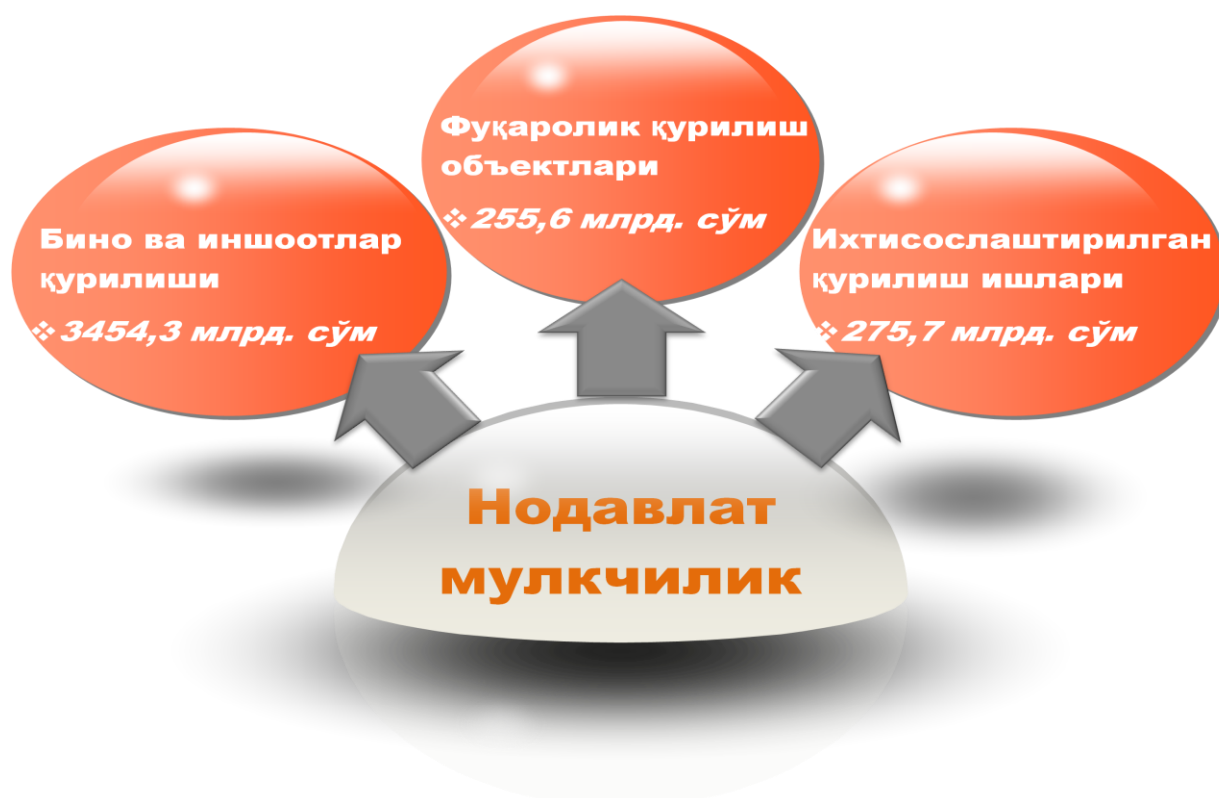 Фуқаролик қурилиш
объектлари
❖ 255,6 млрд. сўм
Бино ва иншоотлар
қурилиши
❖ 3454,3 млрд. сўм
Ихтисослаштирилган
қурилиш ишлари
❖ 275,7 млрд. сўм
Нодавлат
мулкчилик